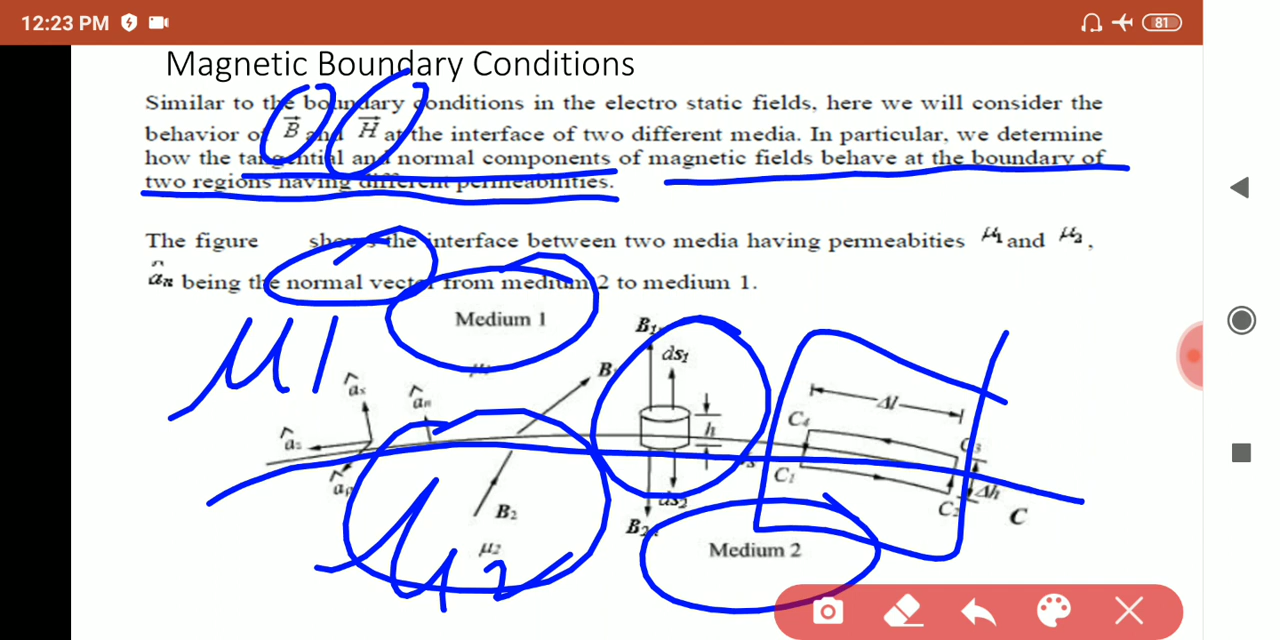 12:23 PM
81
Magnetic Boundary Conditions
Similar to the boundary conditions in the electro static fields, here we will consider the
behavior of B and H at the interface of two different media. In particular, we determine
how the tangential and normal components of magnetic fields behave at the boundary of
two regions having different permeabilities.
The figure shows the interface between two media having permeabities μ1 and μ2,
an being the normal vector from medium 2 to medium 1.
Medium 1
μ1
B1
ds1
B1
âs
ân
h
Δl
C4
C3
C1
C2
Δh
C
B2
ds2
B2
μ2
Medium 2
μ2